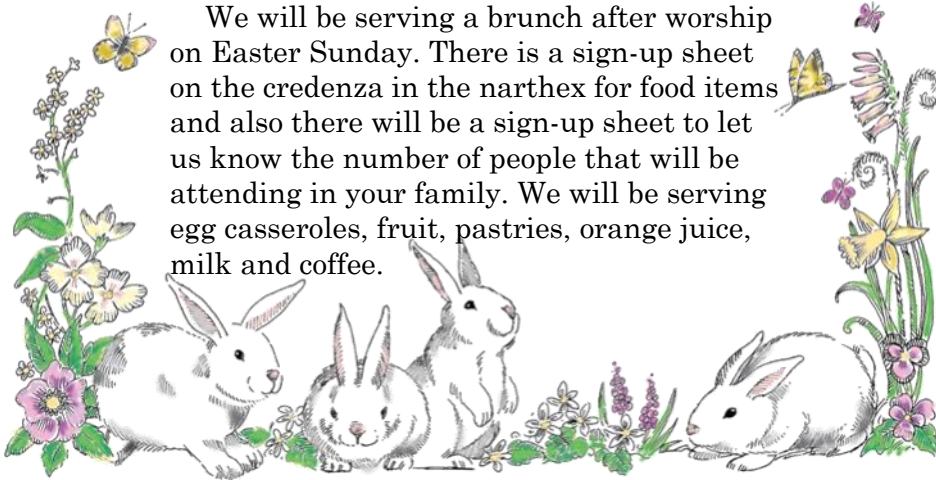 We will be serving a brunch after worship
on Easter Sunday. There is a sign-up sheet
on the credenza in the narthex for food items
and also there will be a sign-up sheet to let
us know the number of people that will be
attending in your family. We will be serving
egg casseroles, fruit, pastries, orange juice,
milk and coffee.